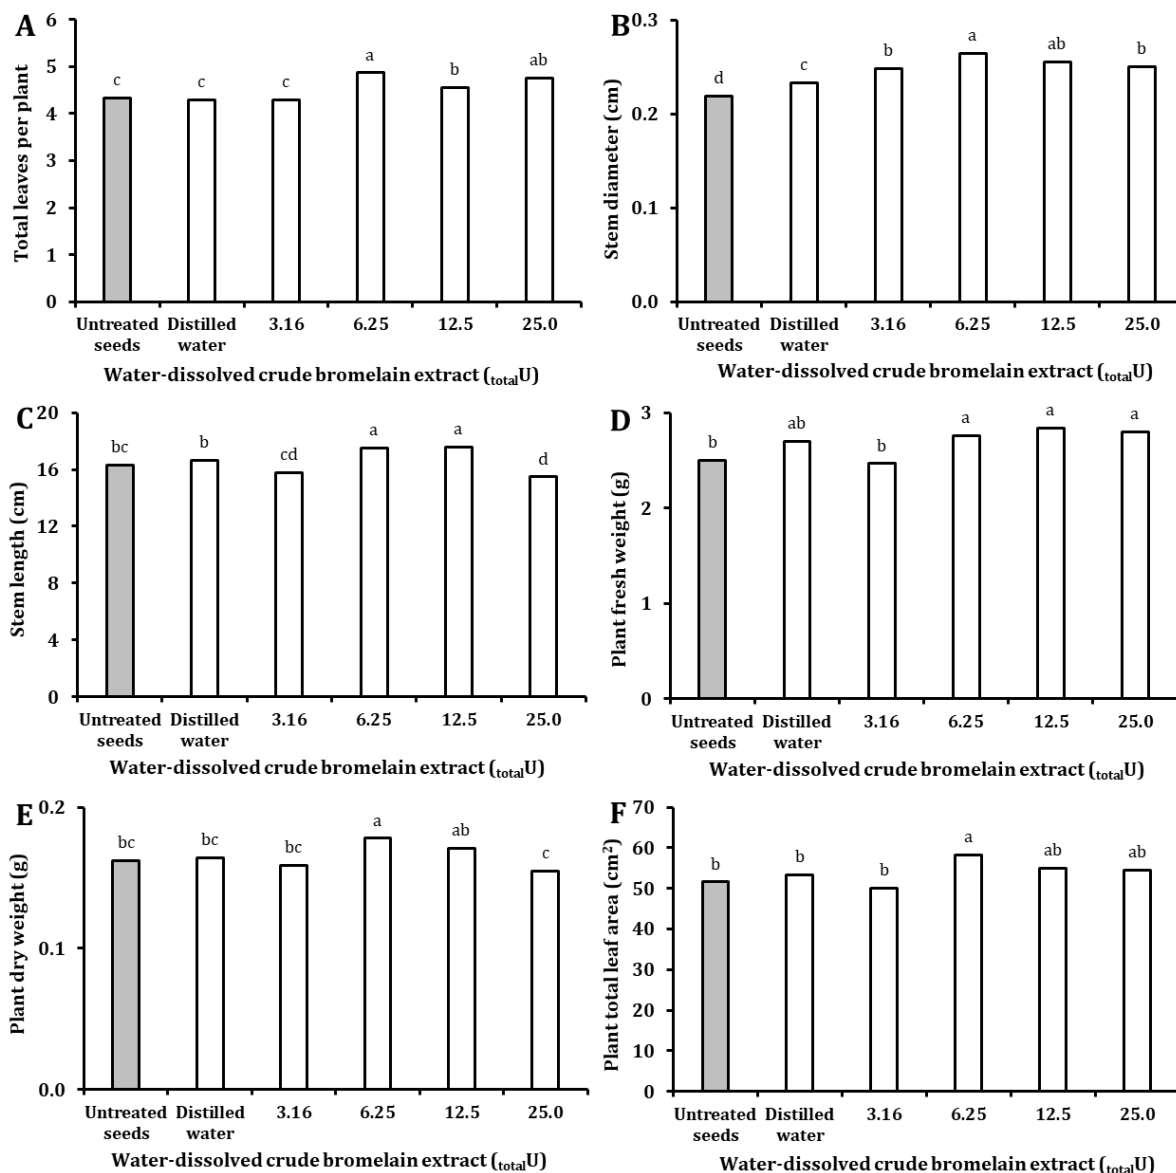 A
Total leaves per plant
6
5
4
3
2
1
0
c c c a b ab
Untreated seeds Distilled water 3.16 6.25 12.5 25.0
Water-dissolved crude bromelain extract (totalU)
B
Stem diameter (cm)
0.3
0.2
0.1
0.0
d c b a ab b
Untreated seeds Distilled water 3.16 6.25 12.5 25.0
Water-dissolved crude bromelain extract (totalU)
C
Stem length (cm)
20
16
12
8
4
0
bc b cd a a d
Untreated seeds Distilled water 3.16 6.25 12.5 25.0
Water-dissolved crude bromelain extract (totalU)
D
Plant fresh weight (g)
3
2
1
0
b ab b a a a
Untreated seeds Distilled water 3.16 6.25 12.5 25.0
Water-dissolved crude bromelain extract (totalU)
E
Plant dry weight (g)
0.2
0.1
0.0
bc bc bc a ab c
Untreated seeds Distilled water 3.16 6.25 12.5 25.0
Water-dissolved crude bromelain extract (totalU)
F
Plant total leaf area (cm²)
70
60
50
40
30
20
10
0
b b b a ab ab
Untreated seeds Distilled water 3.16 6.25 12.5 25.0
Water-dissolved crude bromelain extract (totalU)